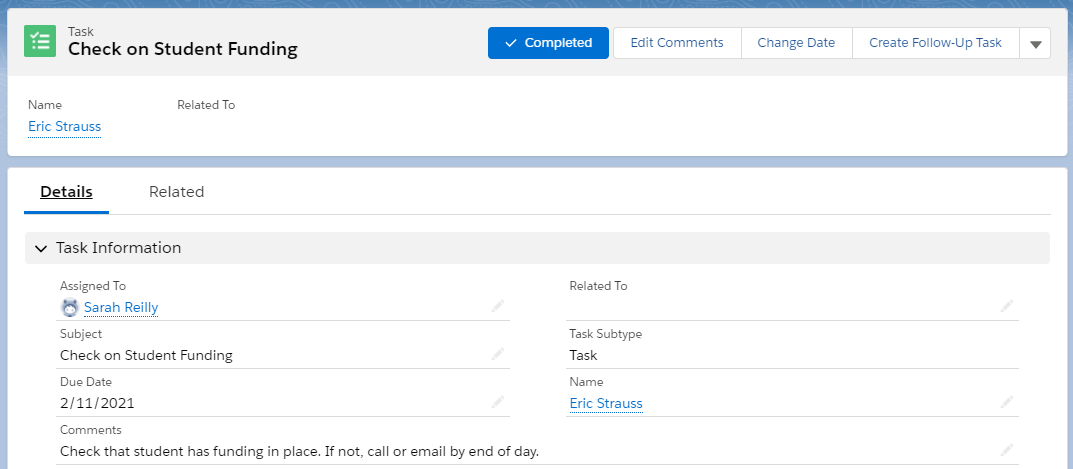 Task
Check on Student Funding
Completed Edit Comments Change Date Create Follow-Up Task
Name Related To
Eric Strauss
Details Related
Task Information
Assigned To Related To
Sarah Reilly
Subject Task Subtype
Check on Student Funding Task
Due Date Name
2/11/2021 Eric Strauss
Comments
Check that student has funding in place. If not, call or email by end of day.